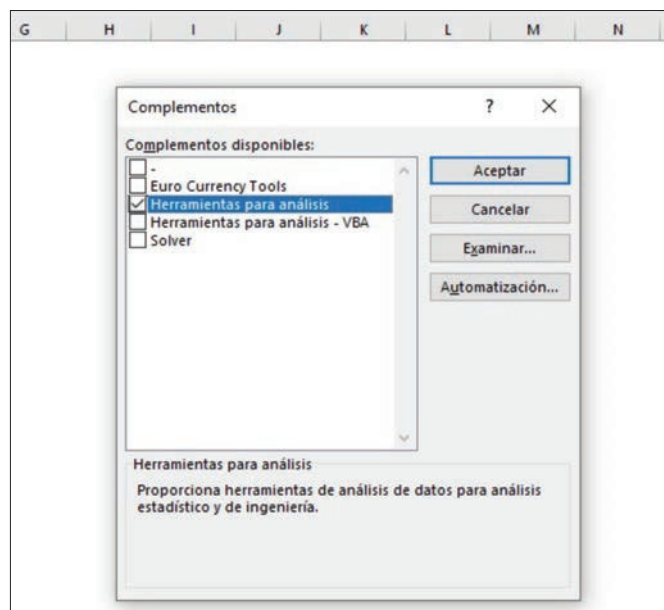 G H I J K L M N
Complementos ? ×
Complementos disponibles:
-
Euro Currency Tools
Herramientas para análisis
Herramientas para análisis - VBA
Solver
Aceptar
Cancelar
Examinar...
Automatización...
Herramientas para análisis
Proporciona herramientas de análisis de datos para análisis
estadístico y de ingeniería.